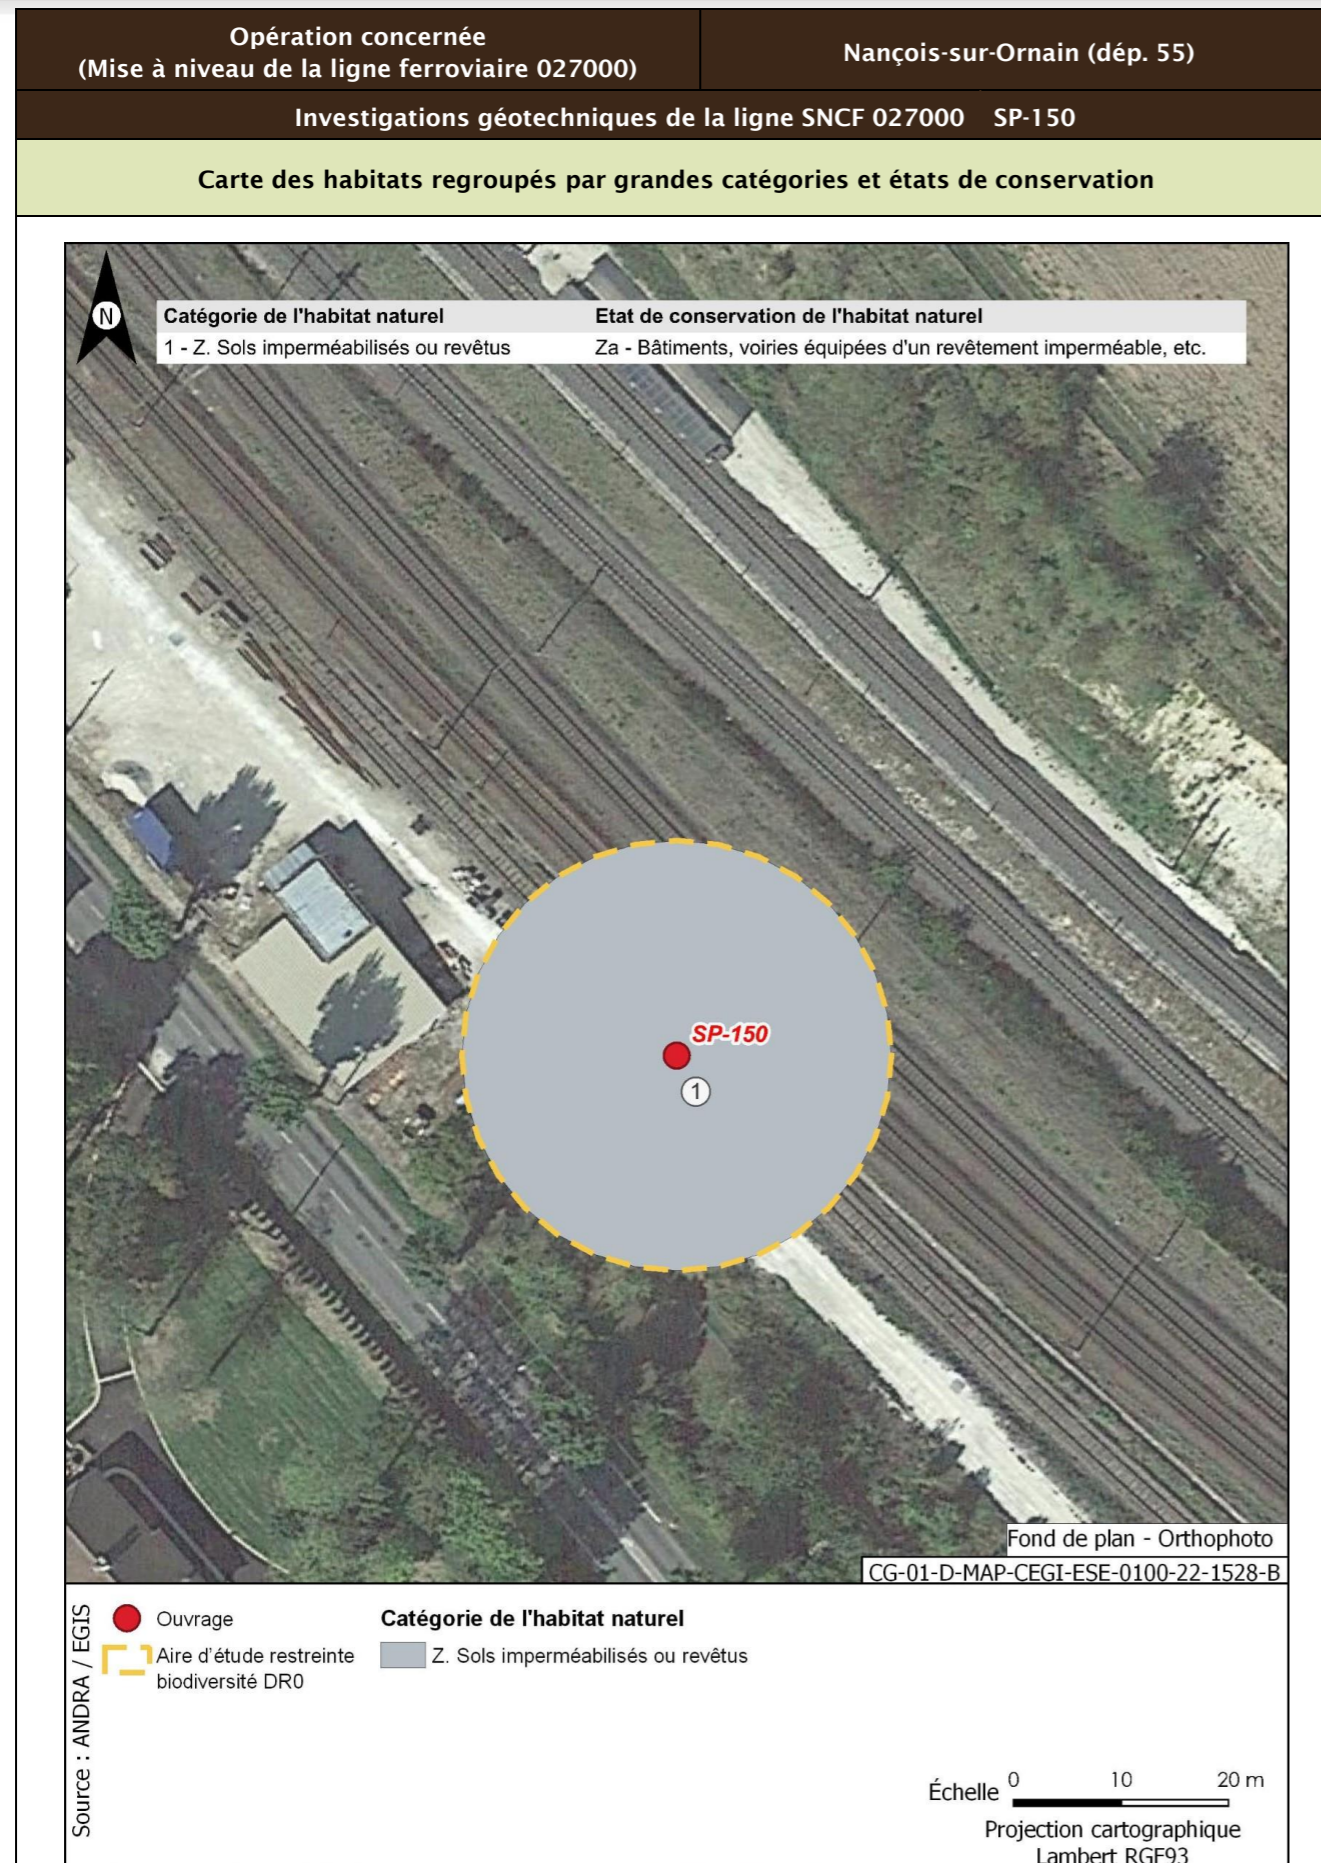 Opération concernée
(Mise à niveau de la ligne ferroviaire 027000)
Nançois-sur-Ornain (dép. 55)
Investigations géotechniques de la ligne SNCF 027000 SP-150
Carte des habitats regroupés par grandes catégories et états de conservation
N
Catégorie de l'habitat naturel Etat de conservation de l'habitat naturel
1 - Z. Sols imperméabilisés ou revêtus Za - Bâtiments, voiries équipées d'un revêtement imperméable, etc.
SP-150
1
Fond de plan - Orthophoto
CG-01-D-MAP-CEGI-ESE-0100-22-1528-B
Source : ANDRA / EGIS
Ouvrage
Aire d'étude restreinte
biodiversité DR0
Catégorie de l'habitat naturel
Z. Sols imperméabilisés ou revêtus
Échelle 0 10 20 m
Projection cartographique
Lambert RGF93